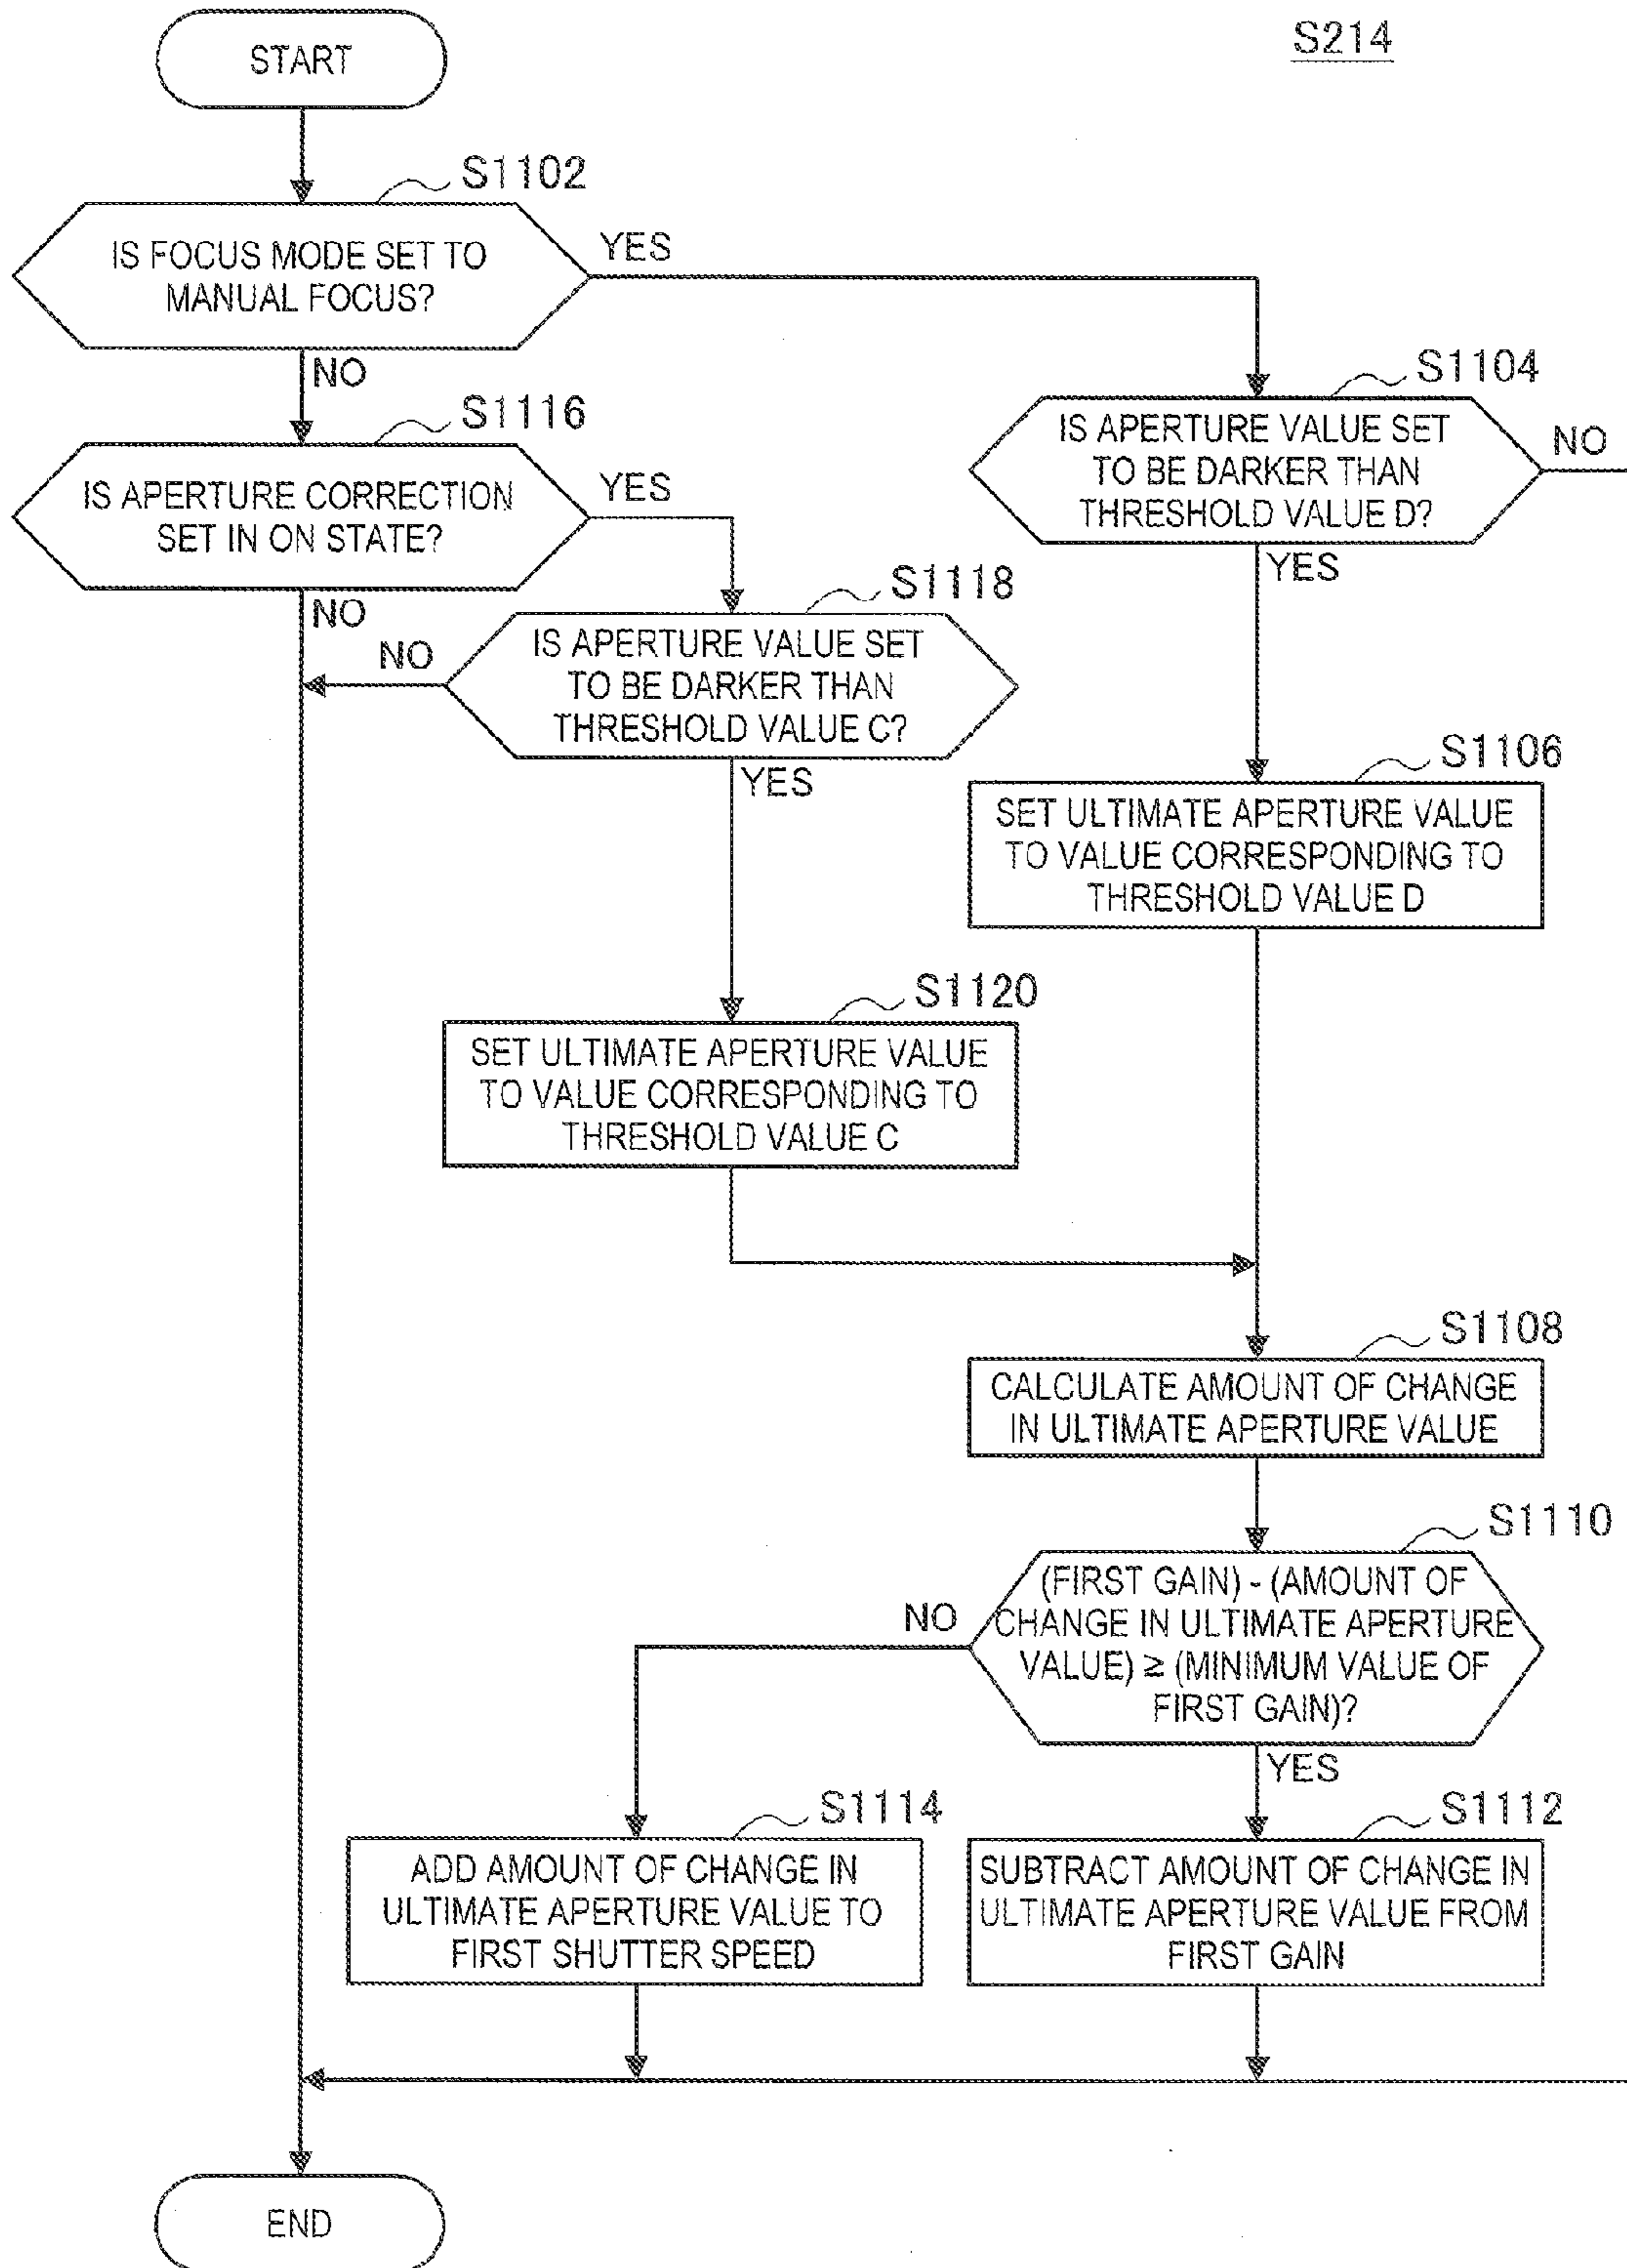 S214
START
S1102
IS FOCUS MODE SET TO
MANUAL FOCUS?
YES
NO
S1104
IS APERTURE VALUE SET
TO BE DARKER THAN
THRESHOLD VALUE D?
NO
YES
S1116
IS APERTURE CORRECTION
SET IN ON STATE?
YES
NO
S1118
IS APERTURE VALUE SET
TO BE DARKER THAN
THRESHOLD VALUE C?
NO
YES
S1106
SET ULTIMATE APERTURE VALUE
TO VALUE CORRESPONDING TO
THRESHOLD VALUE D
S1120
SET ULTIMATE APERTURE VALUE
TO VALUE CORRESPONDING TO
THRESHOLD VALUE C
S1108
CALCULATE AMOUNT OF CHANGE
IN ULTIMATE APERTURE VALUE
S1110
(FIRST GAIN) - (AMOUNT OF
CHANGE IN ULTIMATE APERTURE
VALUE) ≥ (MINIMUM VALUE OF
FIRST GAIN)?
NO
YES
S1114
ADD AMOUNT OF CHANGE IN
ULTIMATE APERTURE VALUE TO
FIRST SHUTTER SPEED
S1112
SUBTRACT AMOUNT OF CHANGE IN
ULTIMATE APERTURE VALUE FROM
FIRST GAIN
END